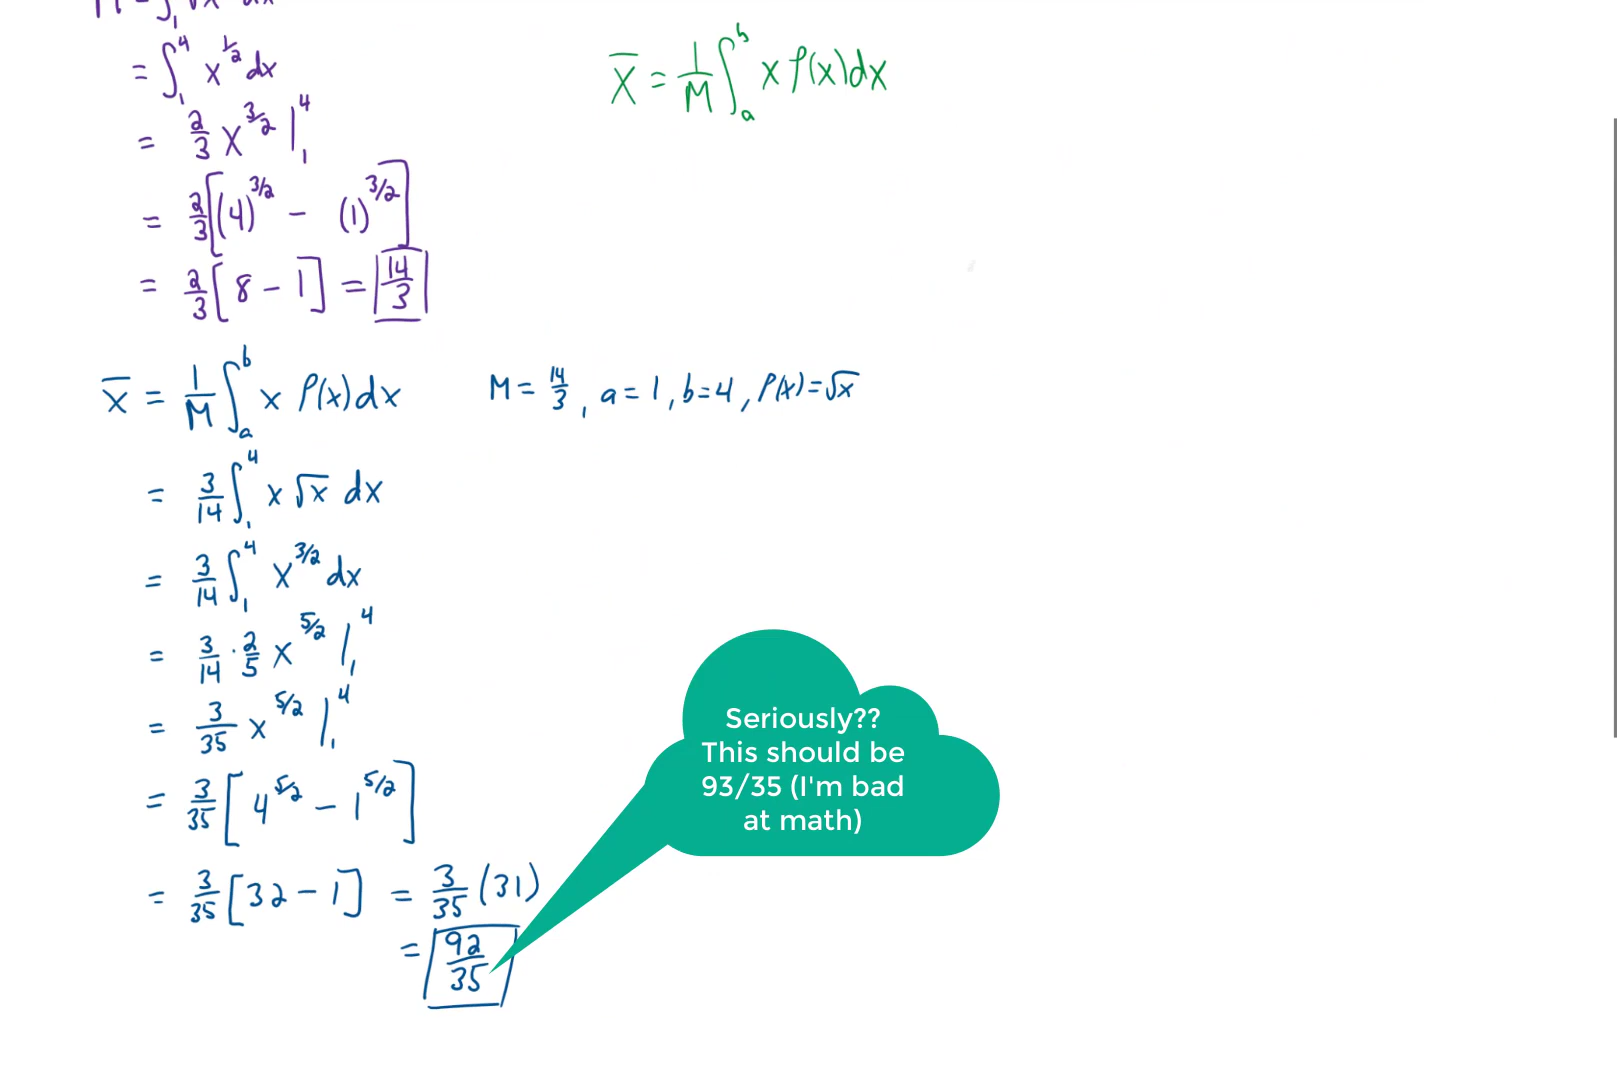 M = ∫₁⁴ √x dx
= ∫₁⁴ x^(1/2) dx
= 2/3 x^(3/2) |₁⁴
= 2/3 [(4)^(3/2) − (1)^(3/2)]
= 2/3 [8 − 1] = 14/3
x̄ = 1/M ∫ₐᵇ x ρ(x) dx
x̄ = 1/M ∫ₐᵇ x ρ(x) dx
M = 14/3, a = 1, b = 4, ρ(x) = √x
= 3/14 ∫₁⁴ x √x dx
= 3/14 ∫₁⁴ x^(3/2) dx
= 3/14 · 2/5 x^(5/2) |₁⁴
= 3/35 x^(5/2) |₁⁴
= 3/35 [4^(5/2) − 1^(5/2)]
= 3/35 [32 − 1] = 3/35 (31)
= 92/35
Seriously??
This should be
93/35 (I'm bad
at math)